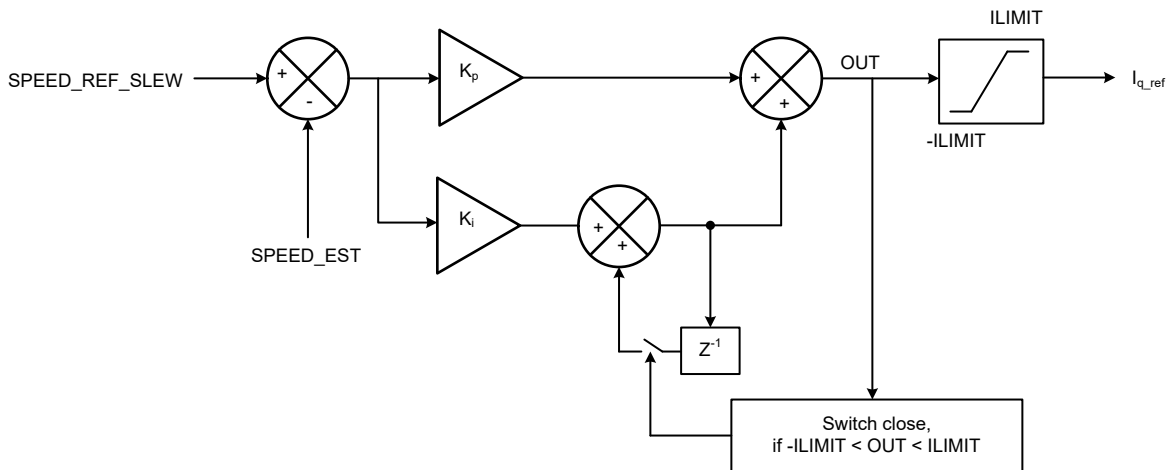 ILIMIT
SPEED_REF_SLEW
+
-
Kp
+
+
OUT
Iq_ref
-ILIMIT
Ki
+
+
SPEED_EST
Z-1
Switch close,
if -ILIMIT < OUT < ILIMIT